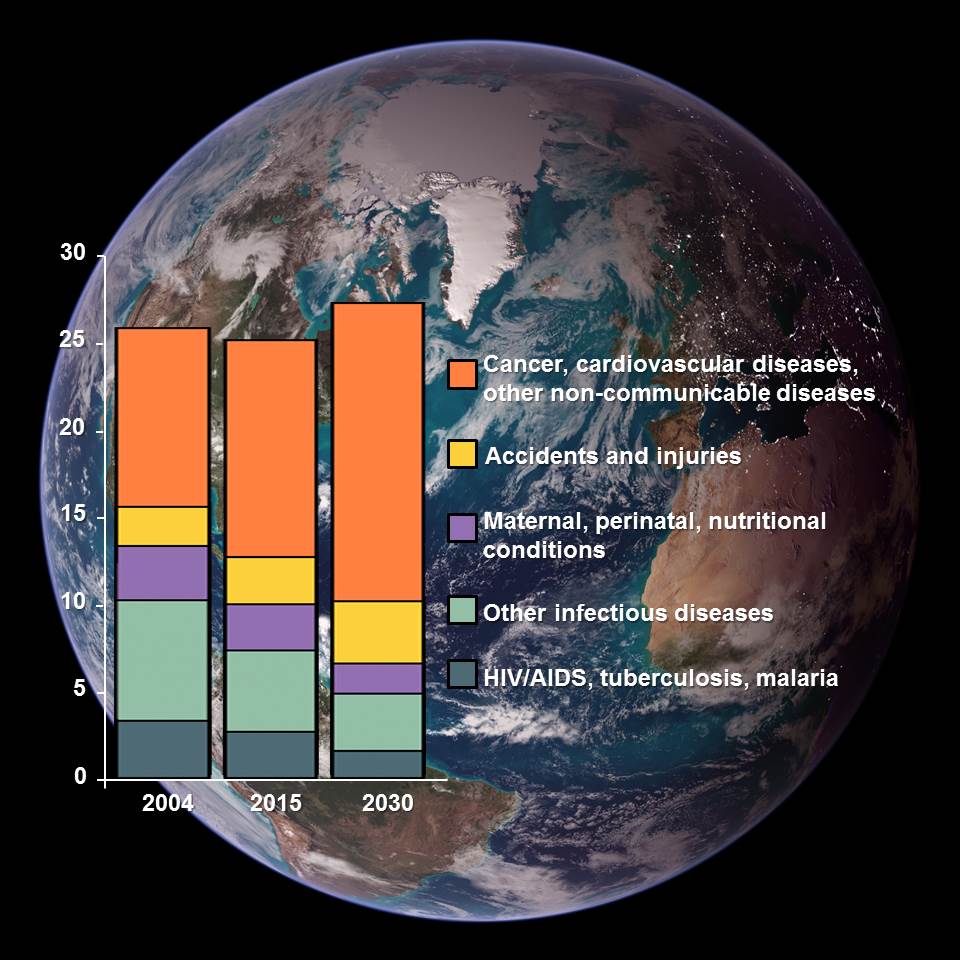 30
25
20
15
10
5
0
2004 2015 2030
Cancer, cardiovascular diseases,
other non-communicable diseases
Accidents and injuries
Maternal, perinatal, nutritional
conditions
Other infectious diseases
HIV/AIDS, tuberculosis, malaria